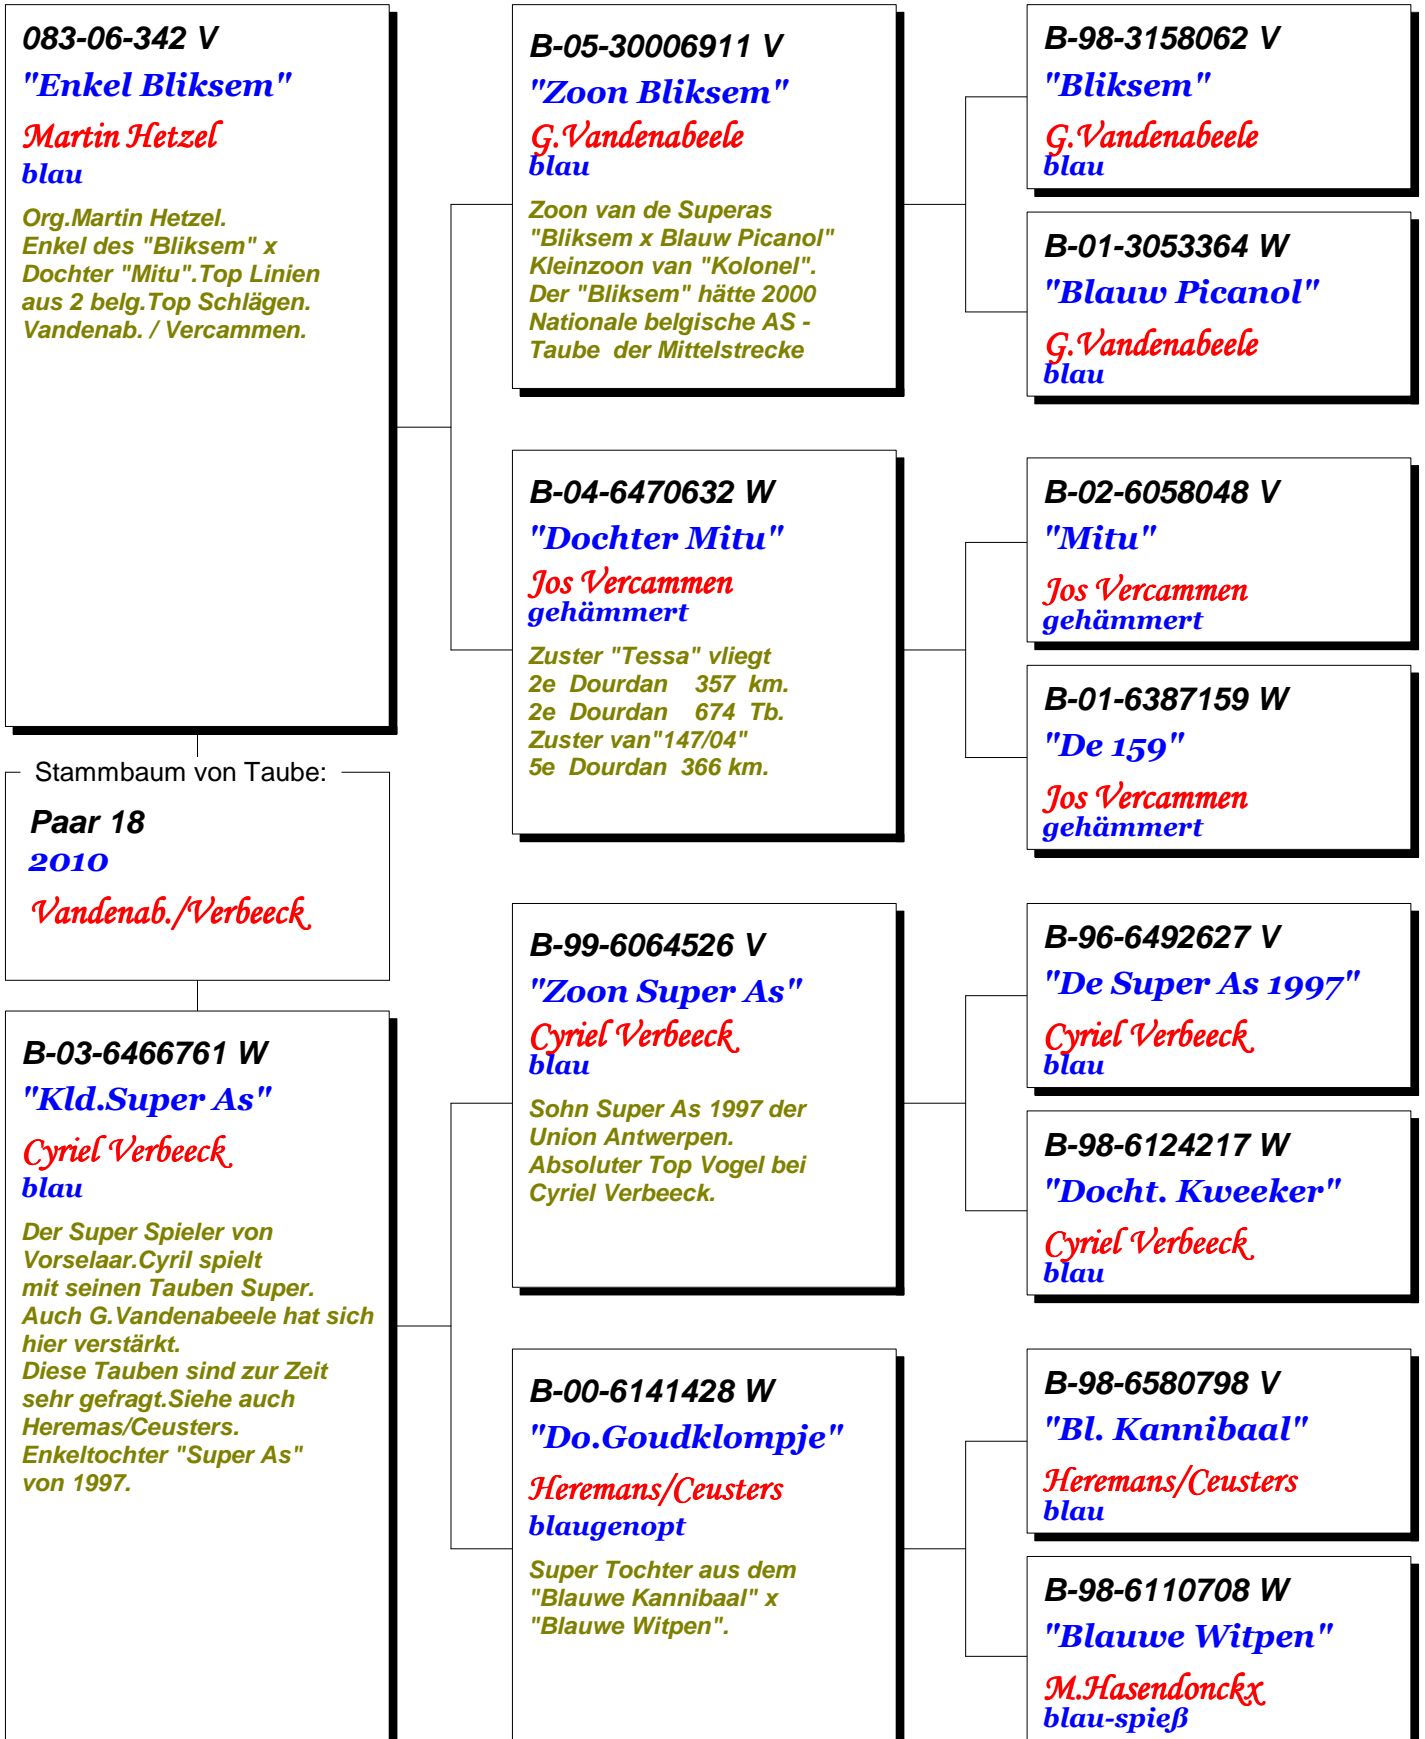 083-06-342 V
"Enkel Bliksem"
Martin Hetzel
blau
Org.Martin Hetzel.
Enkel des "Bliksem" x
Dochter "Mitu".Top Linien
aus 2 belg.Top Schlägen.
Vandenab. / Vercammen.
Stammbaum von Taube:
Paar 18
2010
Vandenab./Verbeeck
B-03-6466761 W
"Kld.Super As"
Cyriel Verbeeck
blau
Der Super Spieler von
Vorselaar.Cyril spielt
mit seinen Tauben Super.
Auch G.Vandenabeele hat sich
hier verstärkt.
Diese Tauben sind zur Zeit
sehr gefragt.Siehe auch
Heremas/Ceusters.
Enkeltochter "Super As"
von 1997.
B-05-30006911 V
"Zoon Bliksem"
G.Vandenabeele
blau
Zoon van de Superas
"Bliksem x Blauw Picanol"
Kleinzoon van "Kolonel".
Der "Bliksem" hätte 2000
Nationale belgische AS -
Taube der Mittelstrecke
B-04-6470632 W
"Dochter Mitu"
Jos Vercammen
gehämmert
Zuster "Tessa" vliegt
2e Dourdan 357 km.
2e Dourdan 674 Tb.
Zuster van"147/04"
5e Dourdan 366 km.
B-99-6064526 V
"Zoon Super As"
Cyriel Verbeeck
blau
Sohn Super As 1997 der
Union Antwerpen.
Absoluter Top Vogel bei
Cyriel Verbeeck.
B-00-6141428 W
"Do.Goudklompje"
Heremans/Ceusters
blaugenopt
Super Tochter aus dem
"Blauwe Kannibaal" x
"Blauwe Witpen".
B-98-3158062 V
"Bliksem"
G.Vandenabeele
blau
B-01-3053364 W
"Blauw Picanol"
G.Vandenabeele
blau
B-02-6058048 V
"Mitu"
Jos Vercammen
gehämmert
B-01-6387159 W
"De 159"
Jos Vercammen
gehämmert
B-96-6492627 V
"De Super As 1997"
Cyriel Verbeeck
blau
B-98-6124217 W
"Docht. Kweeker"
Cyriel Verbeeck
blau
B-98-6580798 V
"Bl. Kannibaal"
Heremans/Ceusters
blau
B-98-6110708 W
"Blauwe Witpen"
M.Hasendonckx
blau-spieß